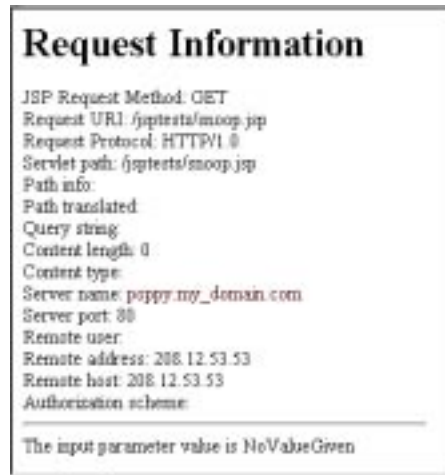 Request Information
JSP Request Method: GET
Request URI: /jsptests/snoop.jsp
Request Protocol: HTTP/1.0
Servlet path: /jsptests/snoop.jsp
Path info:
Path translated:
Query string:
Content length: 0
Content type:
Server name: poppy.my_domain.com
Server port: 80
Remote user:
Remote address: 208.12.53.53
Remote host: 208.12.53.53
Authorization scheme:
The input parameter value is NoValueGiven